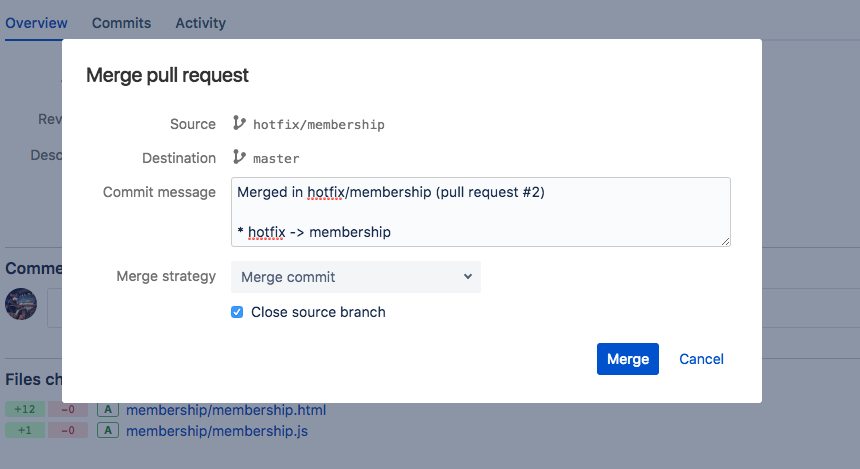 Overview Commits Activity
Merge pull request
Source hotfix/membership
Rev
Destination master
Desc
Commit message Merged in hotfix/membership (pull request #2)
* hotfix -> membership
Comme
Merge strategy Merge commit
Close source branch
Merge Cancel
Files ch
+12 -0 A membership/membership.html
+1 -0 A membership/membership.js